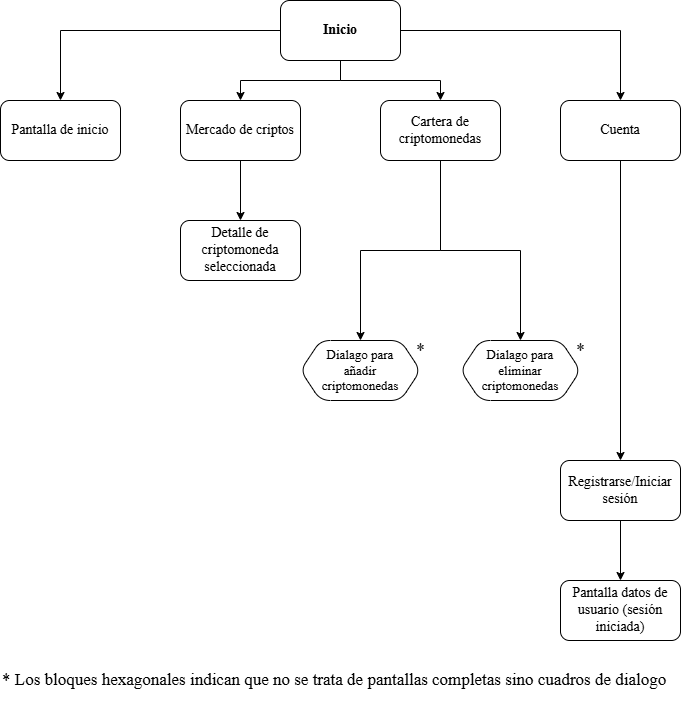 Inicio
Pantalla de inicio
Mercado de criptos
Cartera de
criptomonedas
Cuenta
Detalle de
criptomoneda
seleccionada
Dialago para
añadir
criptomonedas
*
Dialago para
eliminar
criptomonedas
*
Registrarse/Iniciar
sesión
Pantalla datos de
usuario (sesión
iniciada)
* Los bloques hexagonales indican que no se trata de pantallas completas sino cuadros de dialogo